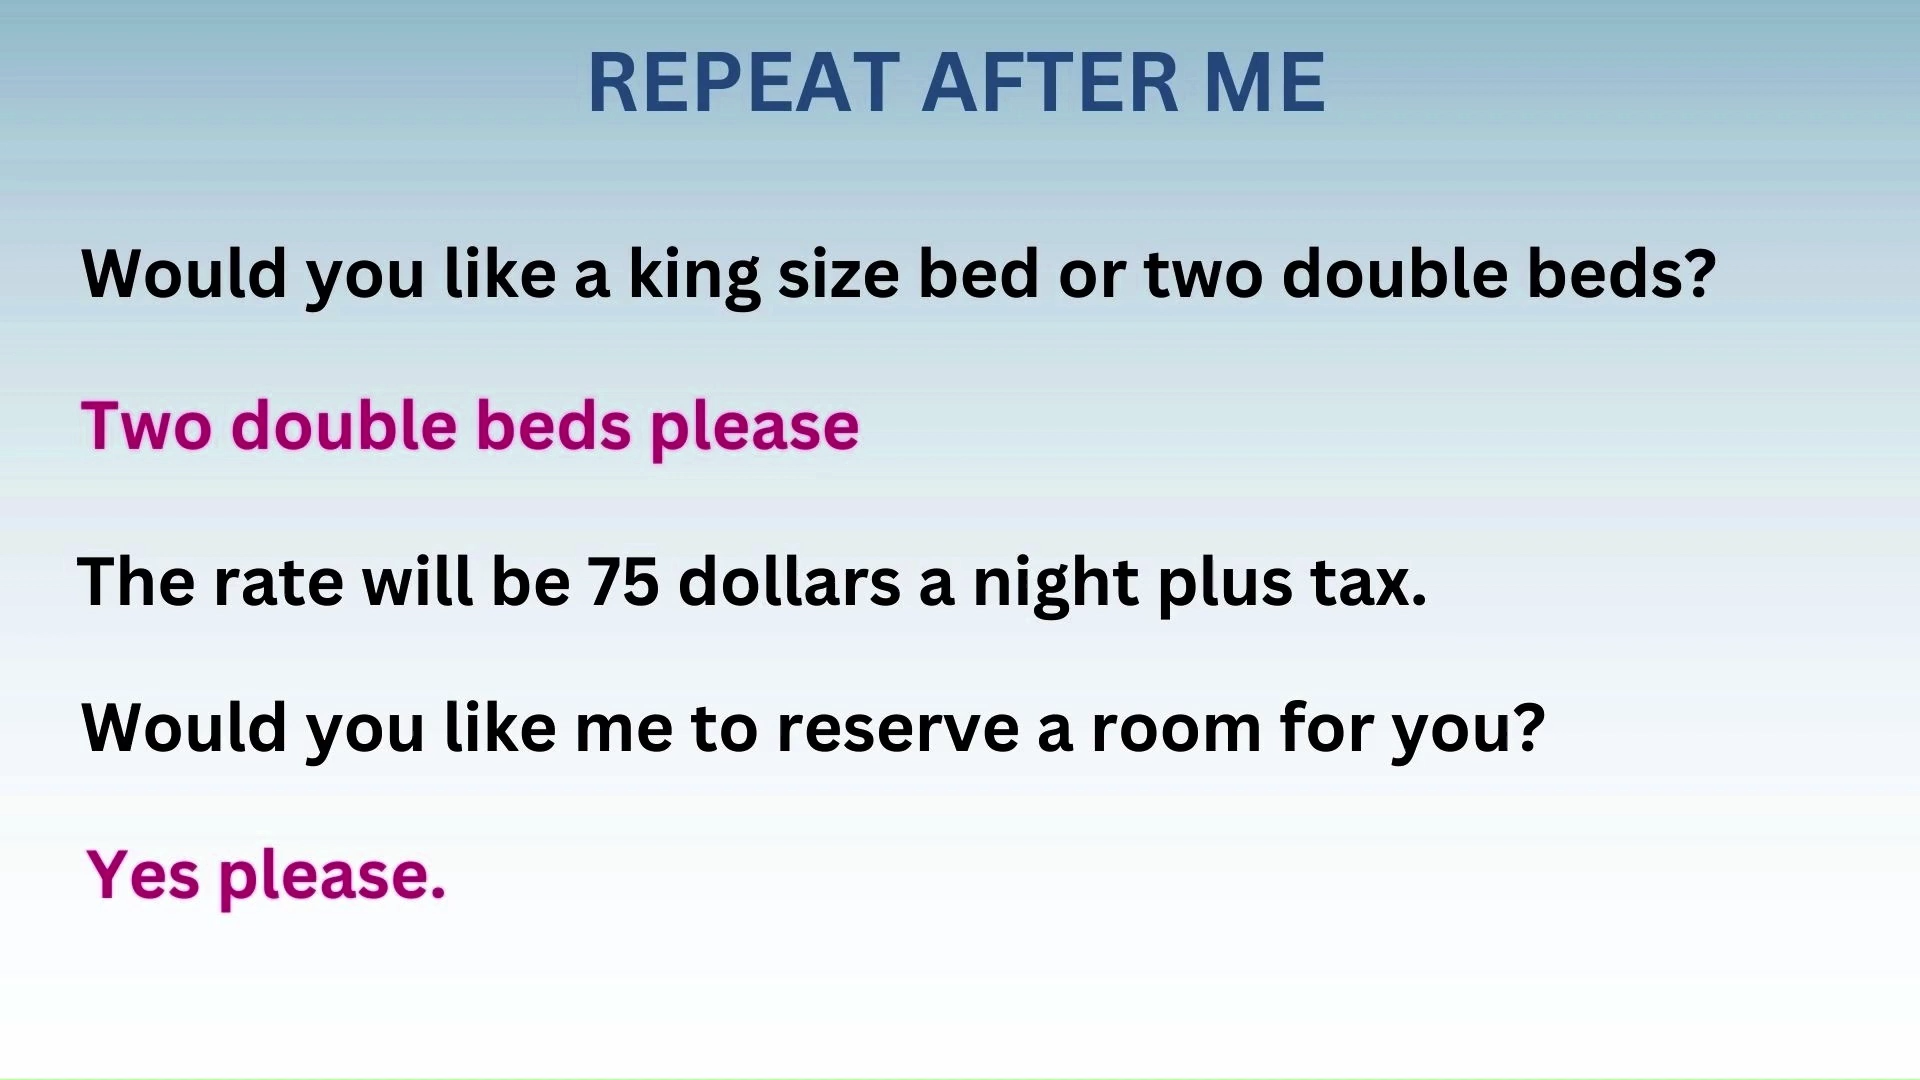 REPEAT AFTER ME
Would you like a king size bed or two double beds?
Two double beds please
The rate will be 75 dollars a night plus tax.
Would you like me to reserve a room for you?
Yes please.